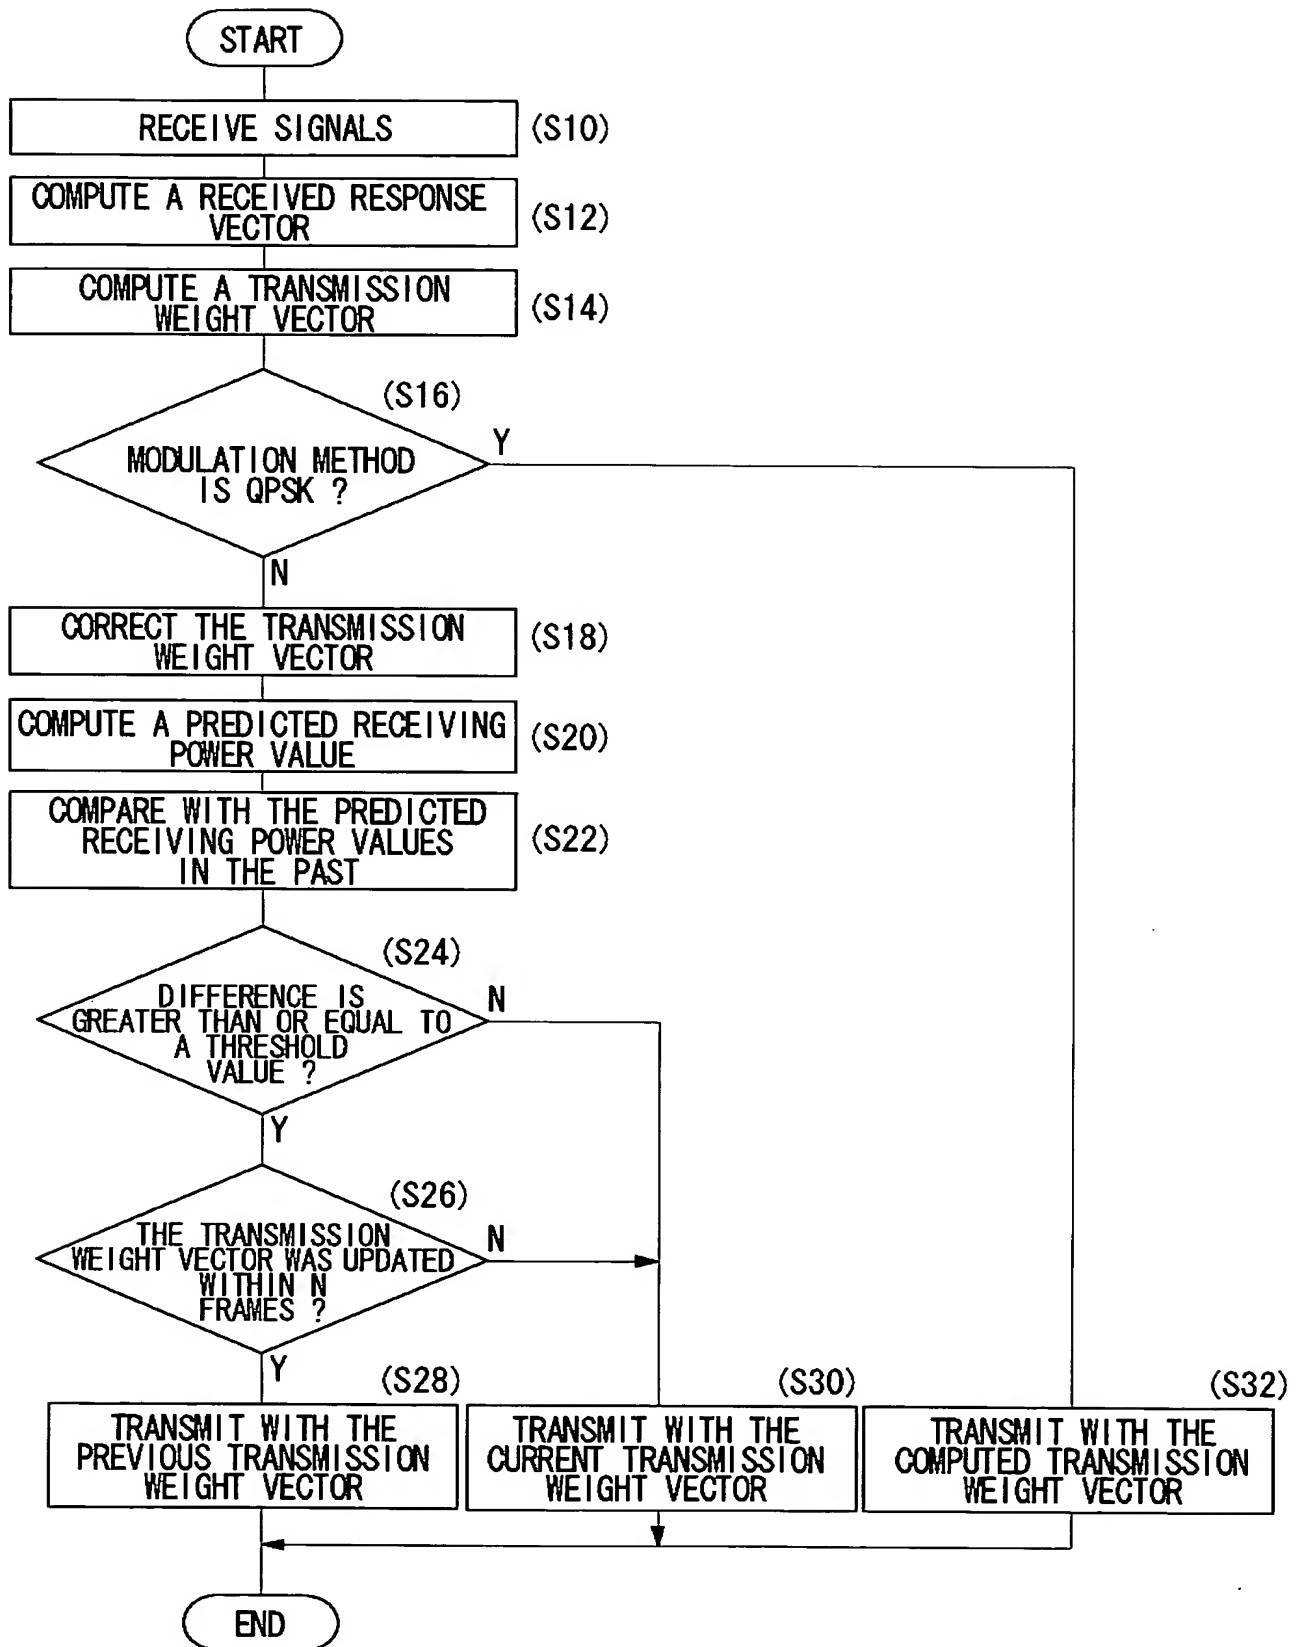 START
RECEIVE SIGNALS
(S10)
COMPUTE A RECEIVED RESPONSE
VECTOR
(S12)
COMPUTE A TRANSMISSION
WEIGHT VECTOR
(S14)
(S16)
MODULATION METHOD
IS QPSK ?
Y
N
CORRECT THE TRANSMISSION
WEIGHT VECTOR
(S18)
COMPUTE A PREDICTED RECEIVING
POWER VALUE
(S20)
COMPARE WITH THE PREDICTED
RECEIVING POWER VALUES
IN THE PAST
(S22)
(S24)
DIFFERENCE IS
GREATER THAN OR EQUAL TO
A THRESHOLD
VALUE ?
N
Y
(S26)
THE TRANSMISSION
WEIGHT VECTOR WAS UPDATED
WITHIN N
FRAMES ?
N
Y
(S28)
TRANSMIT WITH THE
PREVIOUS TRANSMISSION
WEIGHT VECTOR
(S30)
TRANSMIT WITH THE
CURRENT TRANSMISSION
WEIGHT VECTOR
(S32)
TRANSMIT WITH THE
COMPUTED TRANSMISSION
WEIGHT VECTOR
END